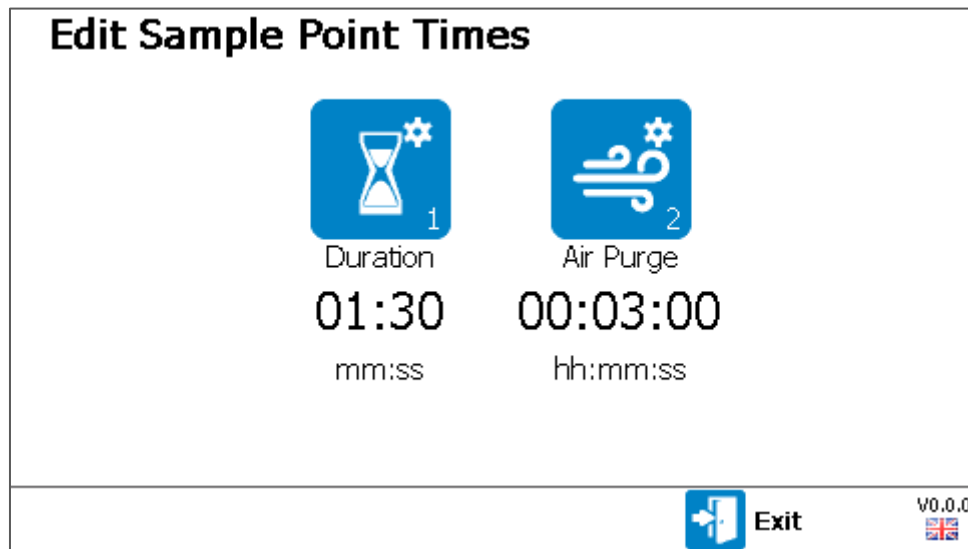 Edit Sample Point Times
1 2
Duration Air Purge
01:30 00:03:00
mm:ss hh:mm:ss
Exit V0.0.0